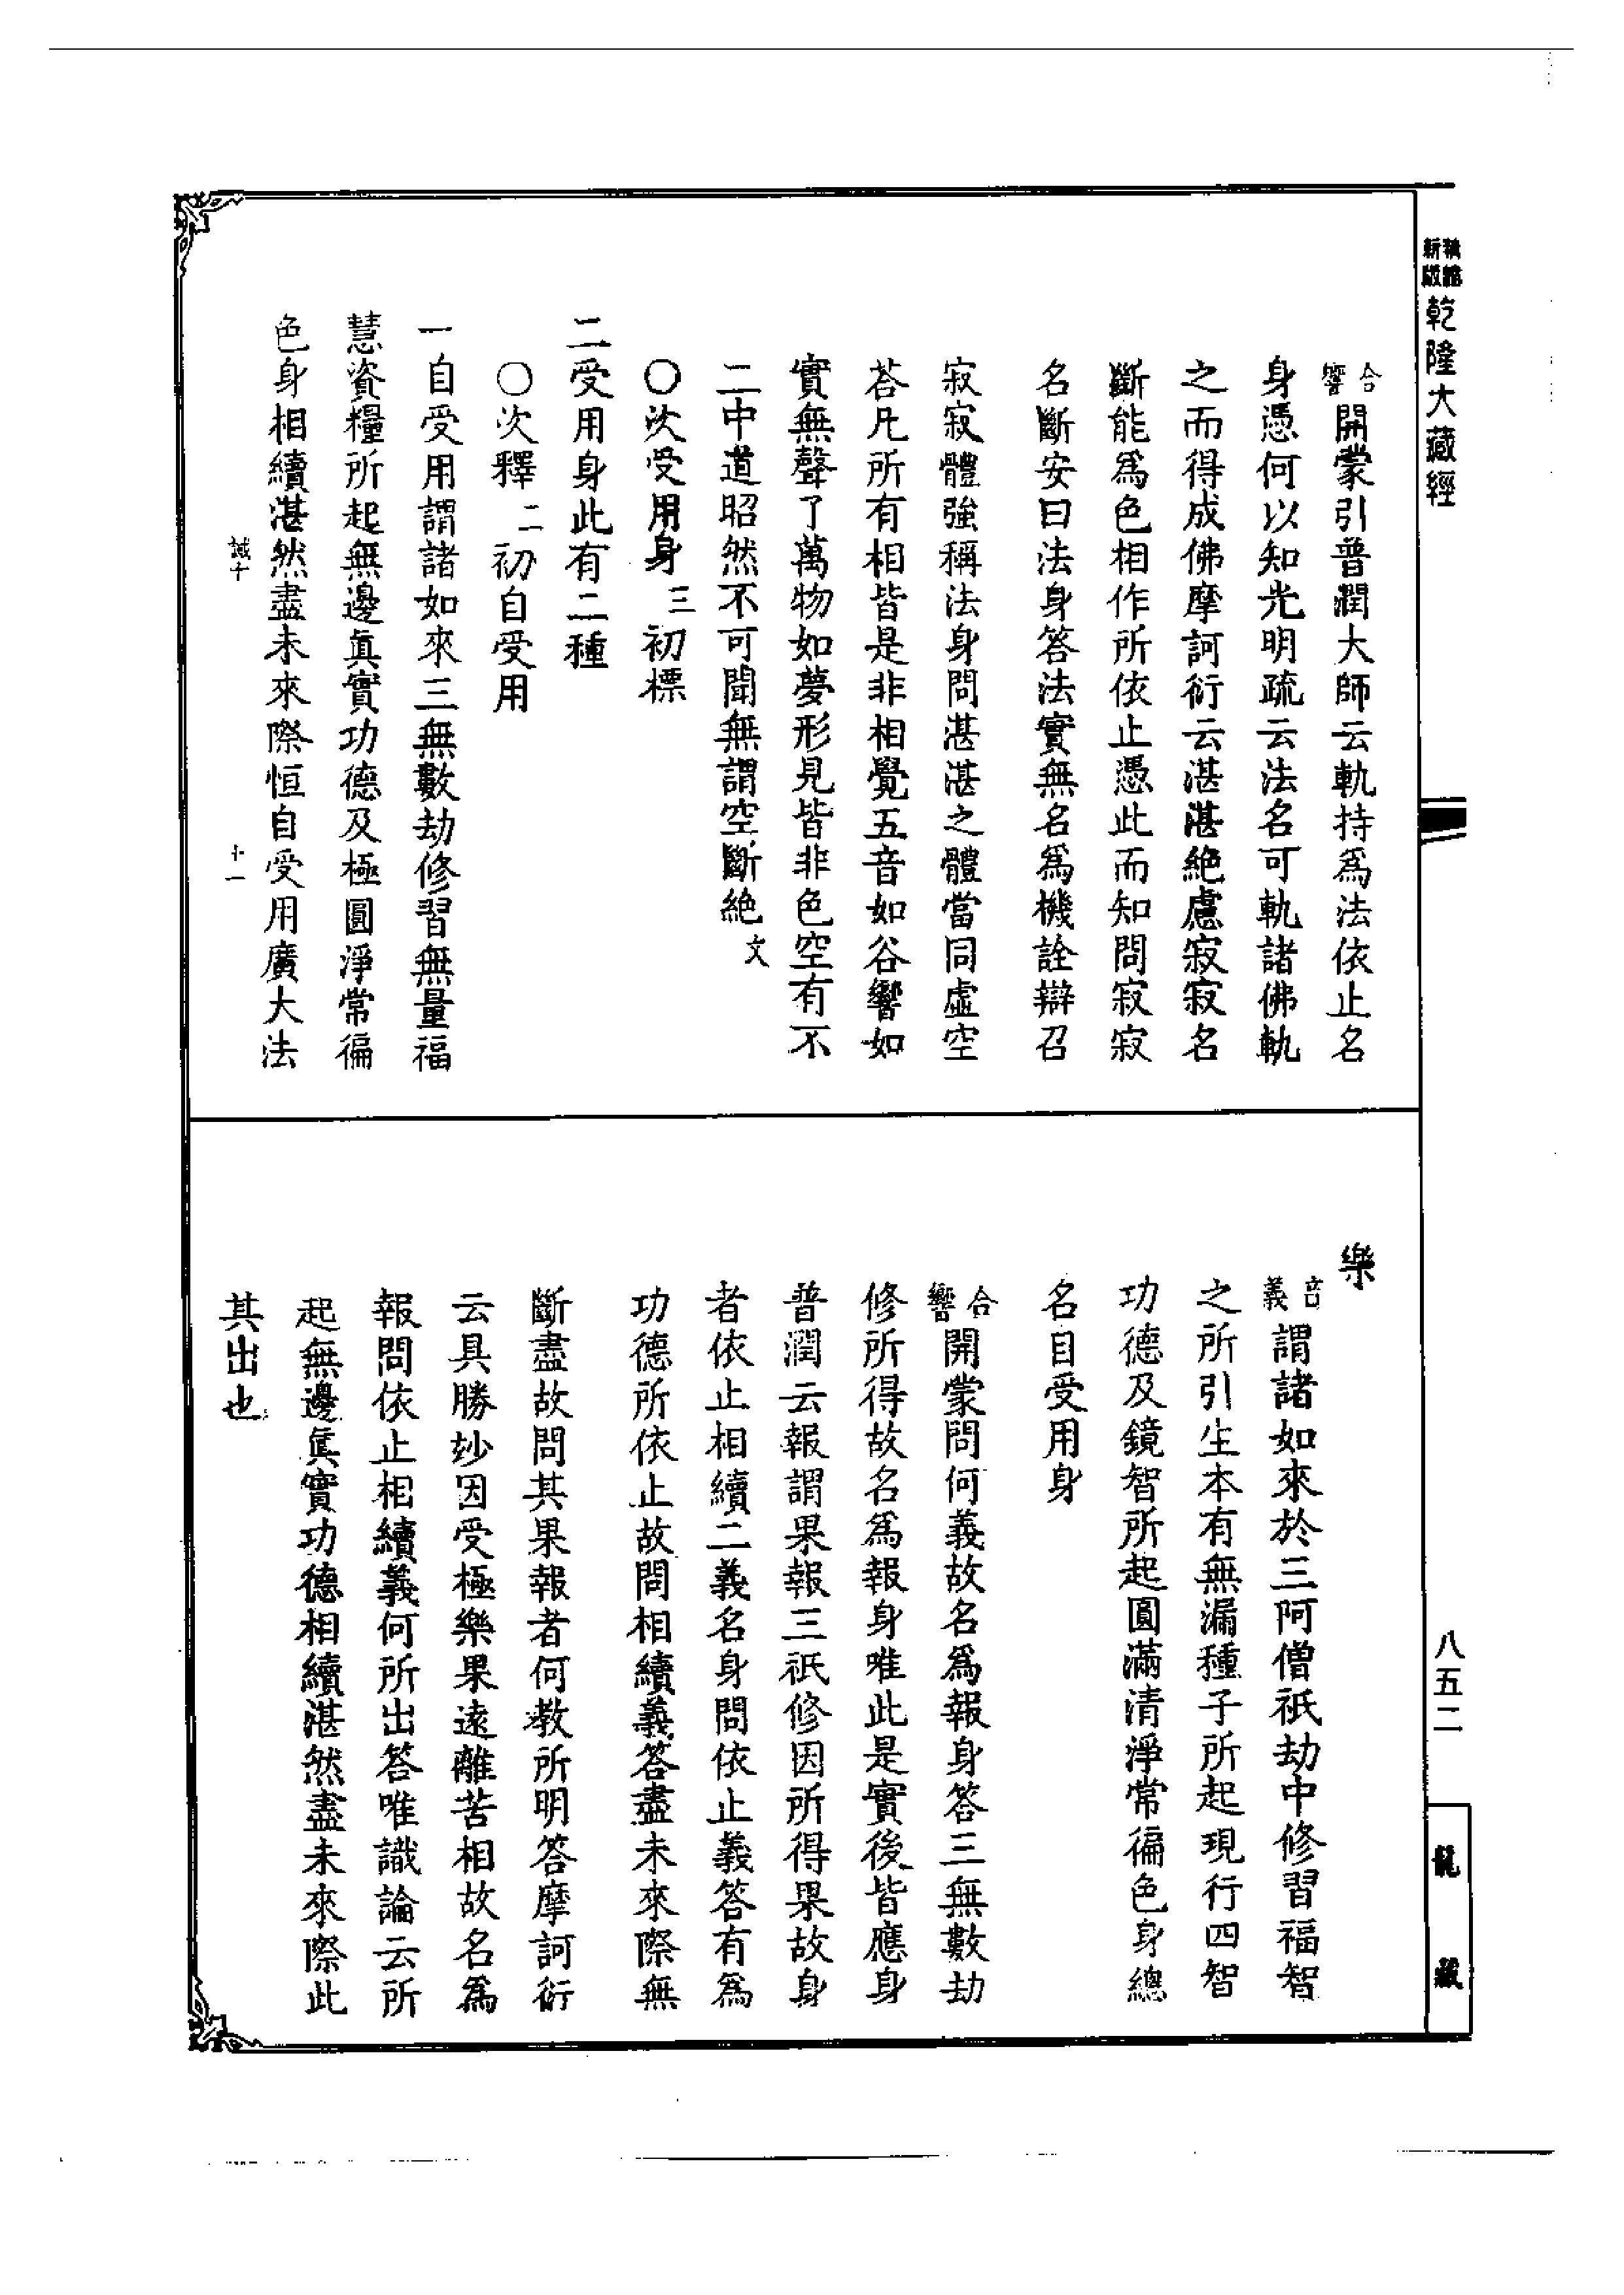 新版精縮
乾隆大藏經
合響 開蒙引普潤大師云軌持爲法依止名
身憑何以知光明疏云法名可軌諸佛軌
之而得成佛摩訶衍云湛湛絶慮寂寂名
斷能爲色相作所依止憑此而知問寂寂
名斷安曰法身答法實無名爲機詮辯召
寂寂體強稱法身問湛湛之體當同虛空
荅凡所有相皆是非相覺五音如谷響如
實無聲了萬物如夢形見皆非色空有不
二中道昭然不可聞無謂空斷絶文
〇次受用身三初標
二受用身此有二種
〇次釋二初自受用
一自受用謂諸如來三無數劫修習無量福
慧資糧所起無邊眞實功德及極圓淨常徧
色身相續湛然盡未來際恒自受用廣大法
誠十 十一
樂
音義 謂諸如來於三阿僧祇劫中修習福智
之所引生本有無漏種子所起現行四智
功德及鏡智所起圓滿清淨常徧色身總
名自受用身
合響 開蒙問何義故名爲報身答三無數劫
修所得故名爲報身唯此是實後皆應身
普潤云報謂果報三祇修因所得果故身
者依止相續二義名身問依止義答有爲
功德所依止故問相續義答盡未來際無
斷盡故問其果報者何教所明答摩訶衍
云具勝妙因受極樂果遠離苦相故名爲
報問依止相續義何所出答唯識論云所
起無邊眞實功德相續湛然盡未來際此
其出也
八五二
龍藏